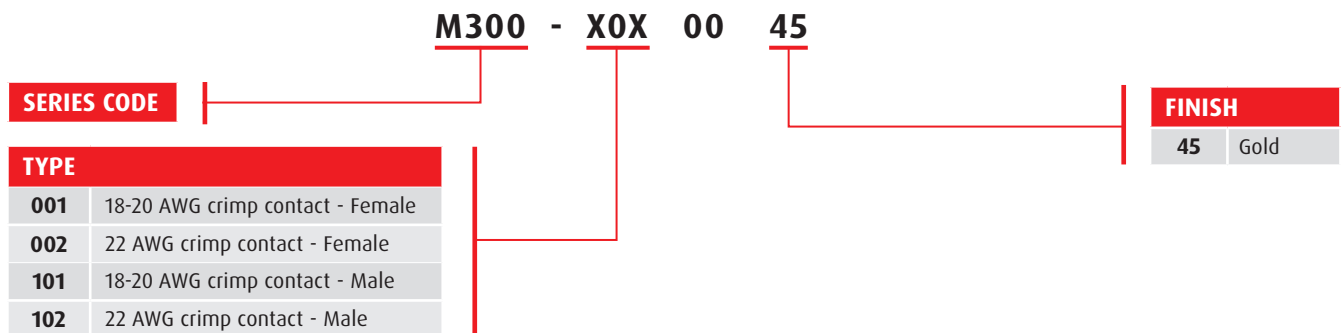 M300 - X0X 00 45
SERIES CODE
FINISH
45 Gold
TYPE
001 18-20 AWG crimp contact - Female
002 22 AWG crimp contact - Female
101 18-20 AWG crimp contact - Male
102 22 AWG crimp contact - Male